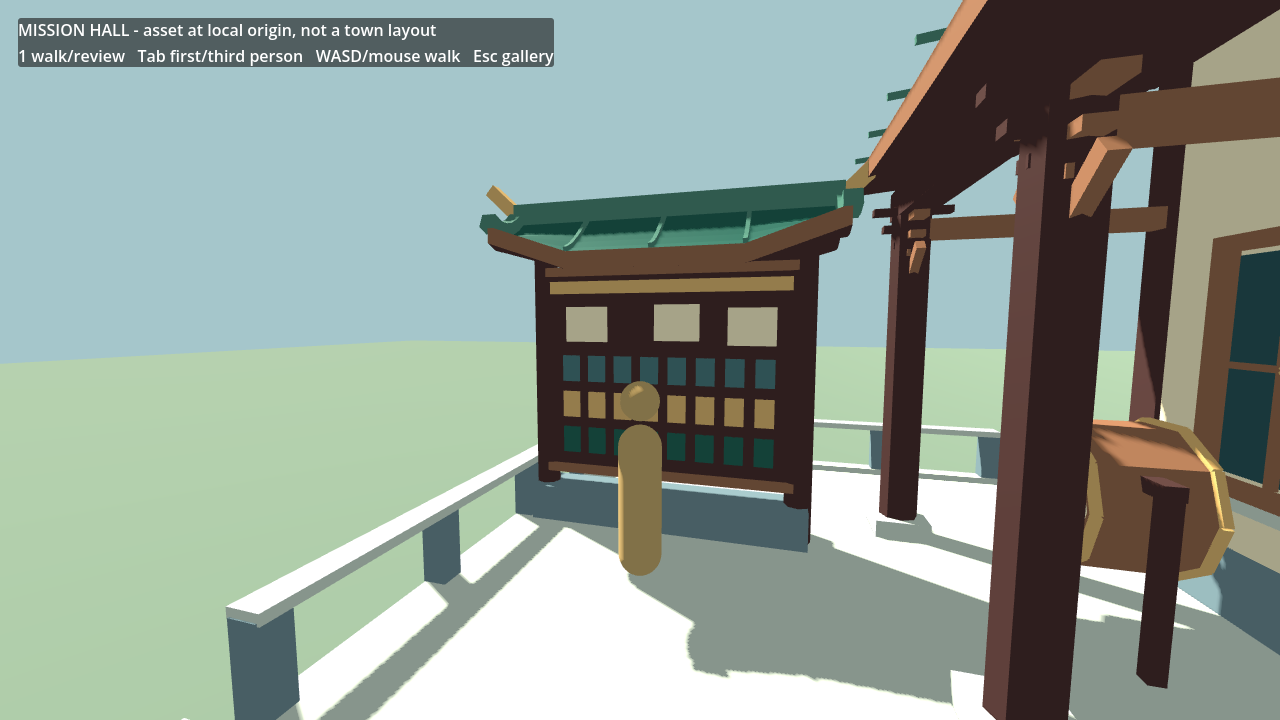 MISSION HALL - asset at local origin, not a town layout
1 walk/review   Tab first/third person   WASD/mouse walk   Esc gallery